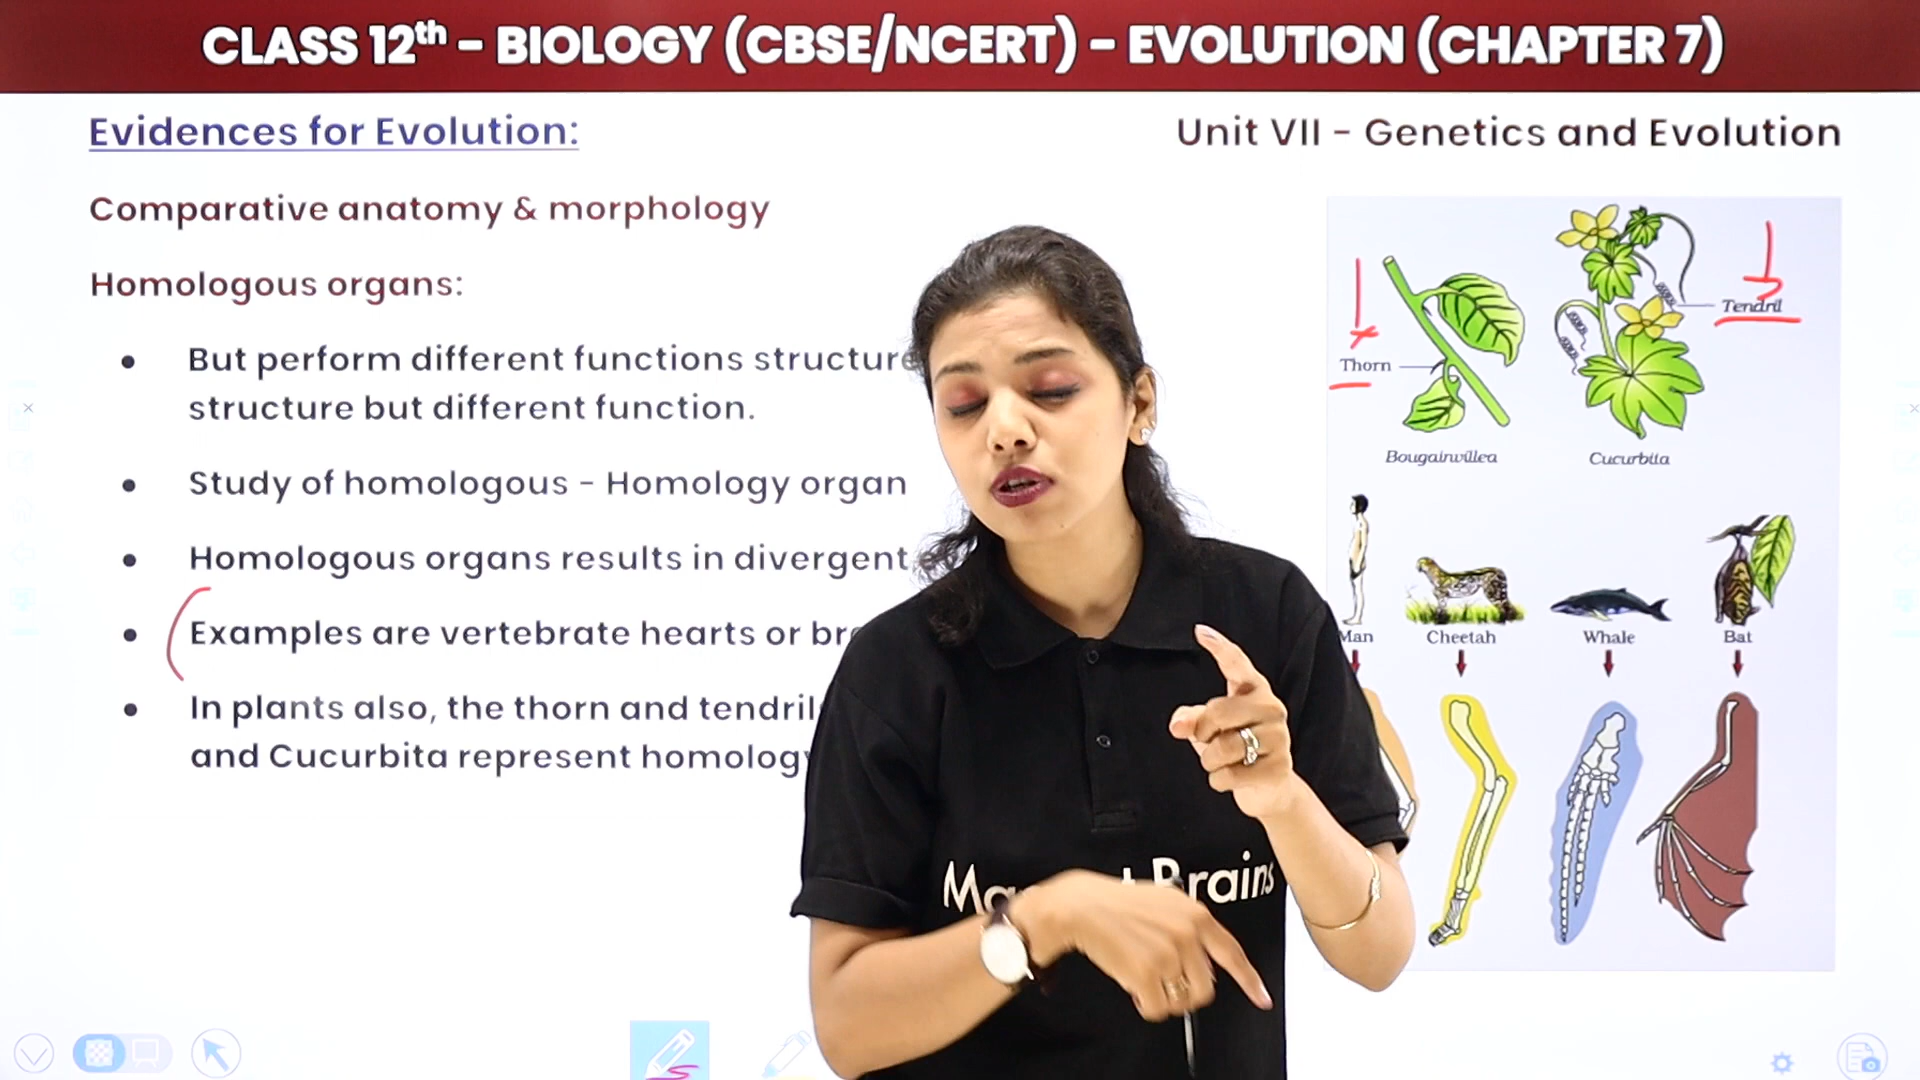 CLASS 12th – BIOLOGY (CBSE/NCERT) – EVOLUTION (CHAPTER 7)
Evidences for Evolution:
Unit VII – Genetics and Evolution
Comparative anatomy & morphology
Homologous organs:
• But perform different functions structure
structure but different function.
• Study of homologous – Homology organ
• Homologous organs results in divergent
• Examples are vertebrate hearts or
• In plants also, the thorn and tendril
and Cucurbita represent homology
Thorn
Tendril
Bougainvillea
Cucurbita
Man
Cheetah
Whale
Bat
Brains